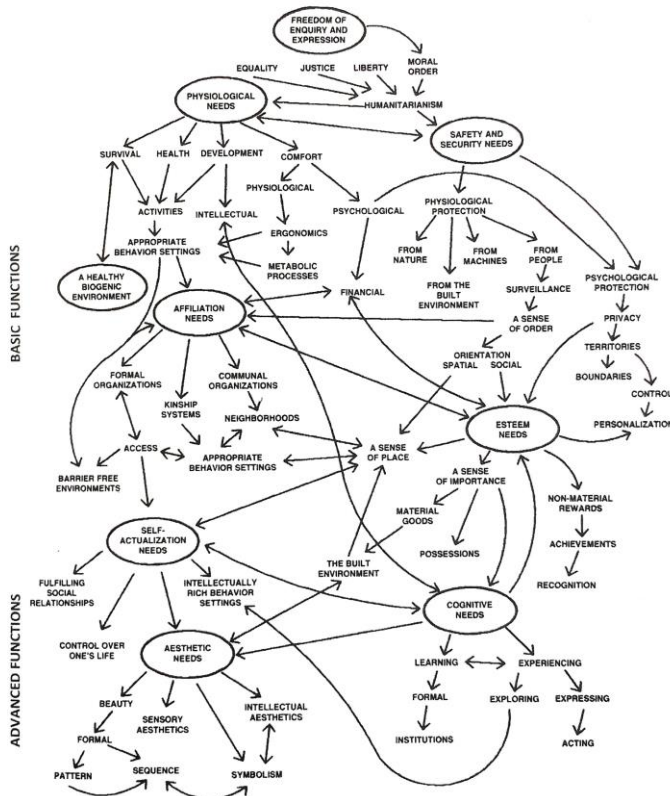 FREEDOM OF
ENQUIRY AND
EXPRESSION
EQUALITY
JUSTICE
LIBERTY
MORAL
ORDER
PHYSIOLOGICAL
NEEDS
HUMANITARIANISM
SAFETY AND
SECURITY NEEDS
SURVIVAL
HEALTH
DEVELOPMENT
COMFORT
PHYSIOLOGICAL
PHYSIOLOGICAL
PROTECTION
ACTIVITIES
INTELLECTUAL
PSYCHOLOGICAL
APPROPRIATE
BEHAVIOR SETTINGS
ERGONOMICS
FROM
NATURE
FROM
MACHINES
FROM
PEOPLE
A HEALTHY
BIOGENIC
ENVIRONMENT
METABOLIC
PROCESSES
FINANCIAL
FROM THE
BUILT
ENVIRONMENT
SURVEILLANCE
PSYCHOLOGICAL
PROTECTION
BASIC FUNCTIONS
AFFILIATION
NEEDS
A SENSE
OF ORDER
PRIVACY
TERRITORIES
ORIENTATION
SPATIAL SOCIAL
BOUNDARIES
FORMAL
ORGANIZATIONS
COMMUNAL
ORGANIZATIONS
CONTROL
KINSHIP
SYSTEMS
NEIGHBORHOODS
ESTEEM
NEEDS
PERSONALIZATION
ACCESS
APPROPRIATE
BEHAVIOR SETTINGS
A SENSE
OF PLACE
BARRIER FREE
ENVIRONMENTS
A SENSE
OF IMPORTANCE
NON-MATERIAL
REWARDS
MATERIAL
GOODS
SELF-
ACTUALIZATION
NEEDS
ACHIEVEMENTS
POSSESSIONS
THE BUILT
ENVIRONMENT
RECOGNITION
FULFILLING
SOCIAL
RELATIONSHIPS
INTELLECTUALLY
RICH BEHAVIOR
SETTINGS
COGNITIVE
NEEDS
CONTROL OVER
ONE'S LIFE
AESTHETIC
NEEDS
ADVANCED FUNCTIONS
LEARNING
EXPERIENCING
BEAUTY
SENSORY
AESTHETICS
INTELLECTUAL
AESTHETICS
FORMAL
EXPLORING
EXPRESSING
FORMAL
INSTITUTIONS
ACTING
PATTERN
SEQUENCE
SYMBOLISM